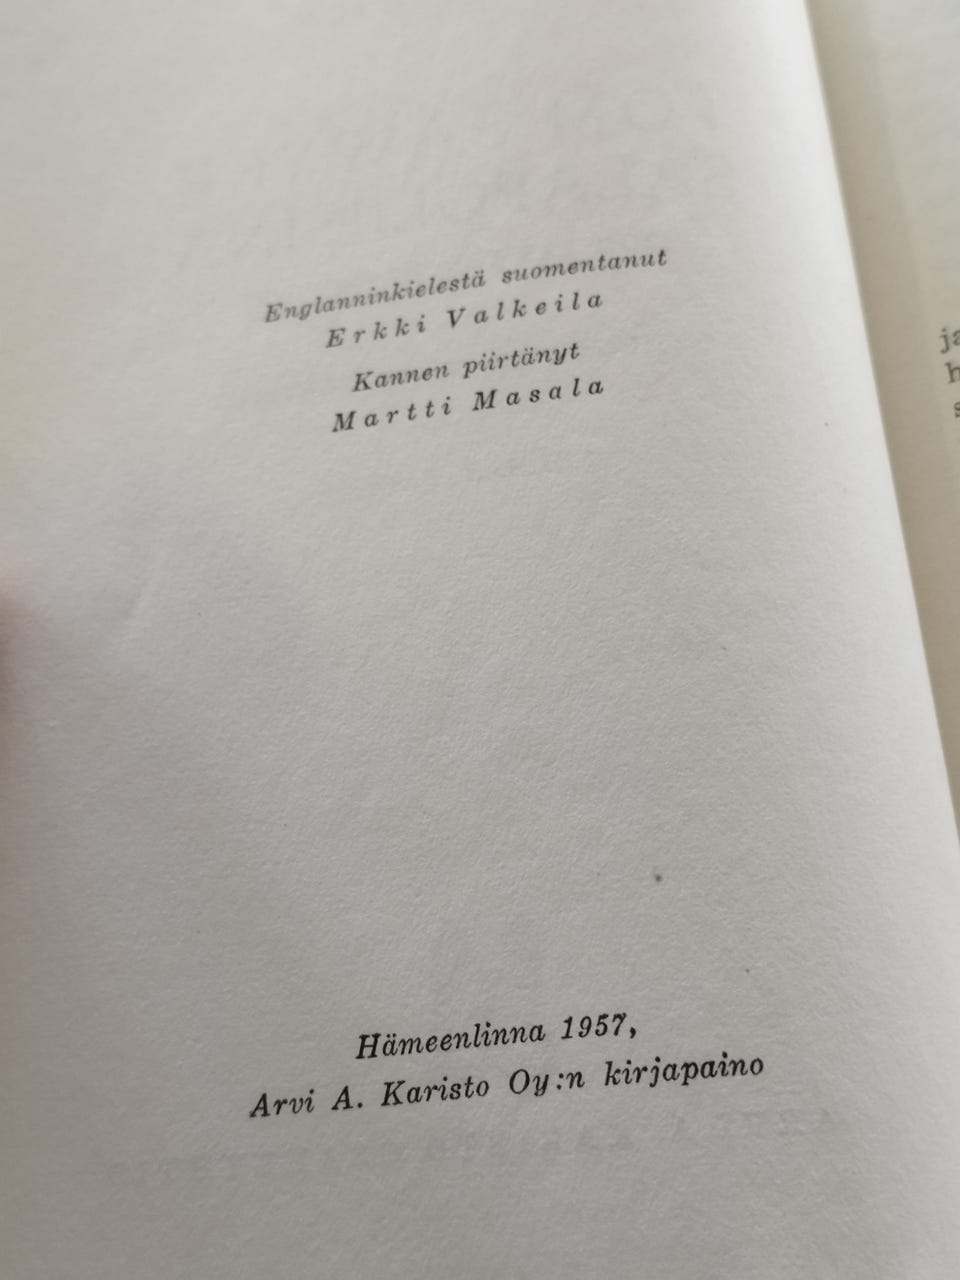 Englanninkielestä suomentanut
Erkki Valkeila
Kannen piirtänyt
Martti Masala
Hämeenlinna 1957,
Arvi A. Karisto Oy:n kirjapaino